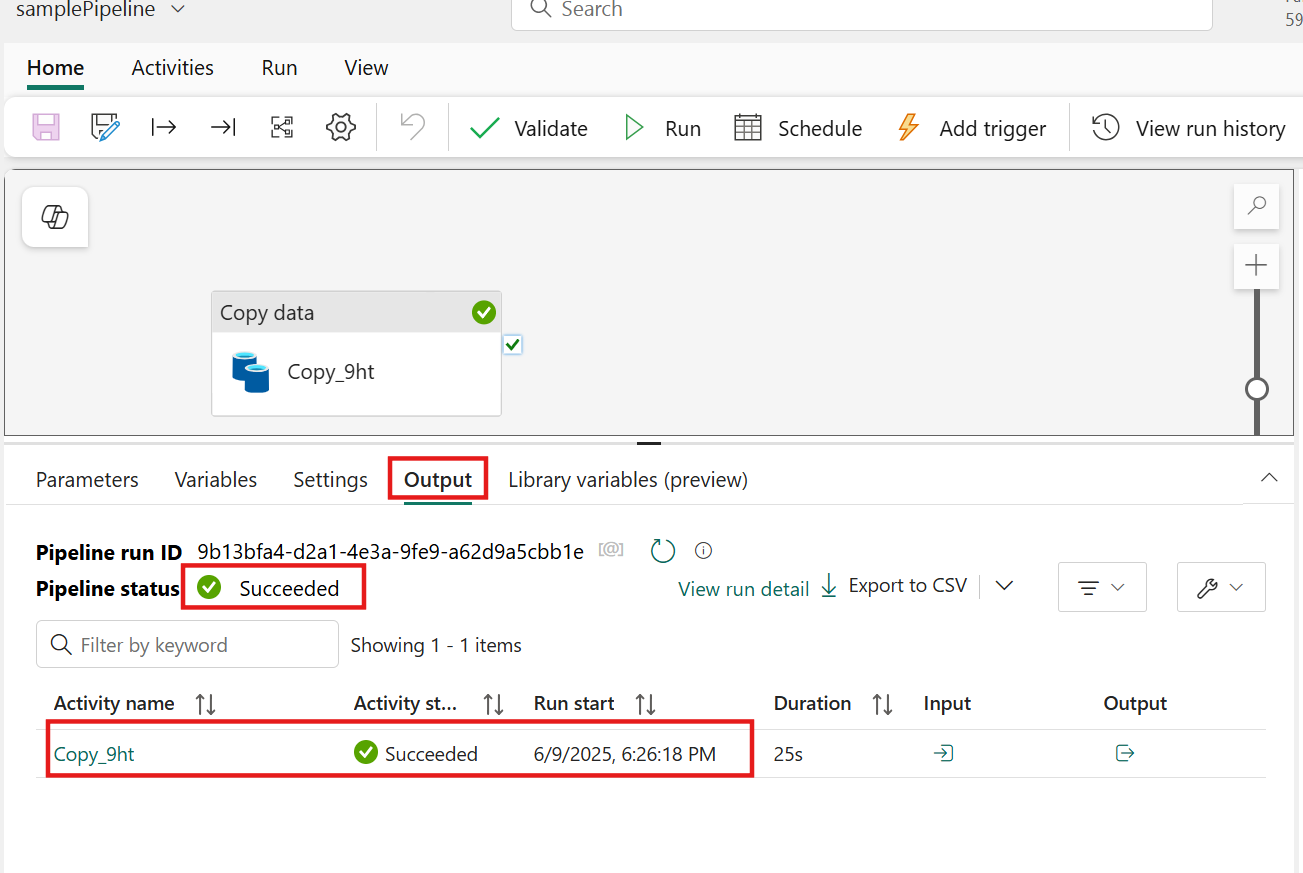 samplePipeline
Search
59
Home Activities Run View
Validate Run Schedule Add trigger View run history
Copy data
Copy_9ht
Parameters Variables Settings Output Library variables (preview)
Pipeline run ID 9b13bfa4-d2a1-4e3a-9fe9-a62d9a5cbb1e [@]
Pipeline status Succeeded
View run detail Export to CSV
Filter by keyword Showing 1 - 1 items
Activity name Activity st... Run start Duration Input Output
Copy_9ht Succeeded 6/9/2025, 6:26:18 PM 25s